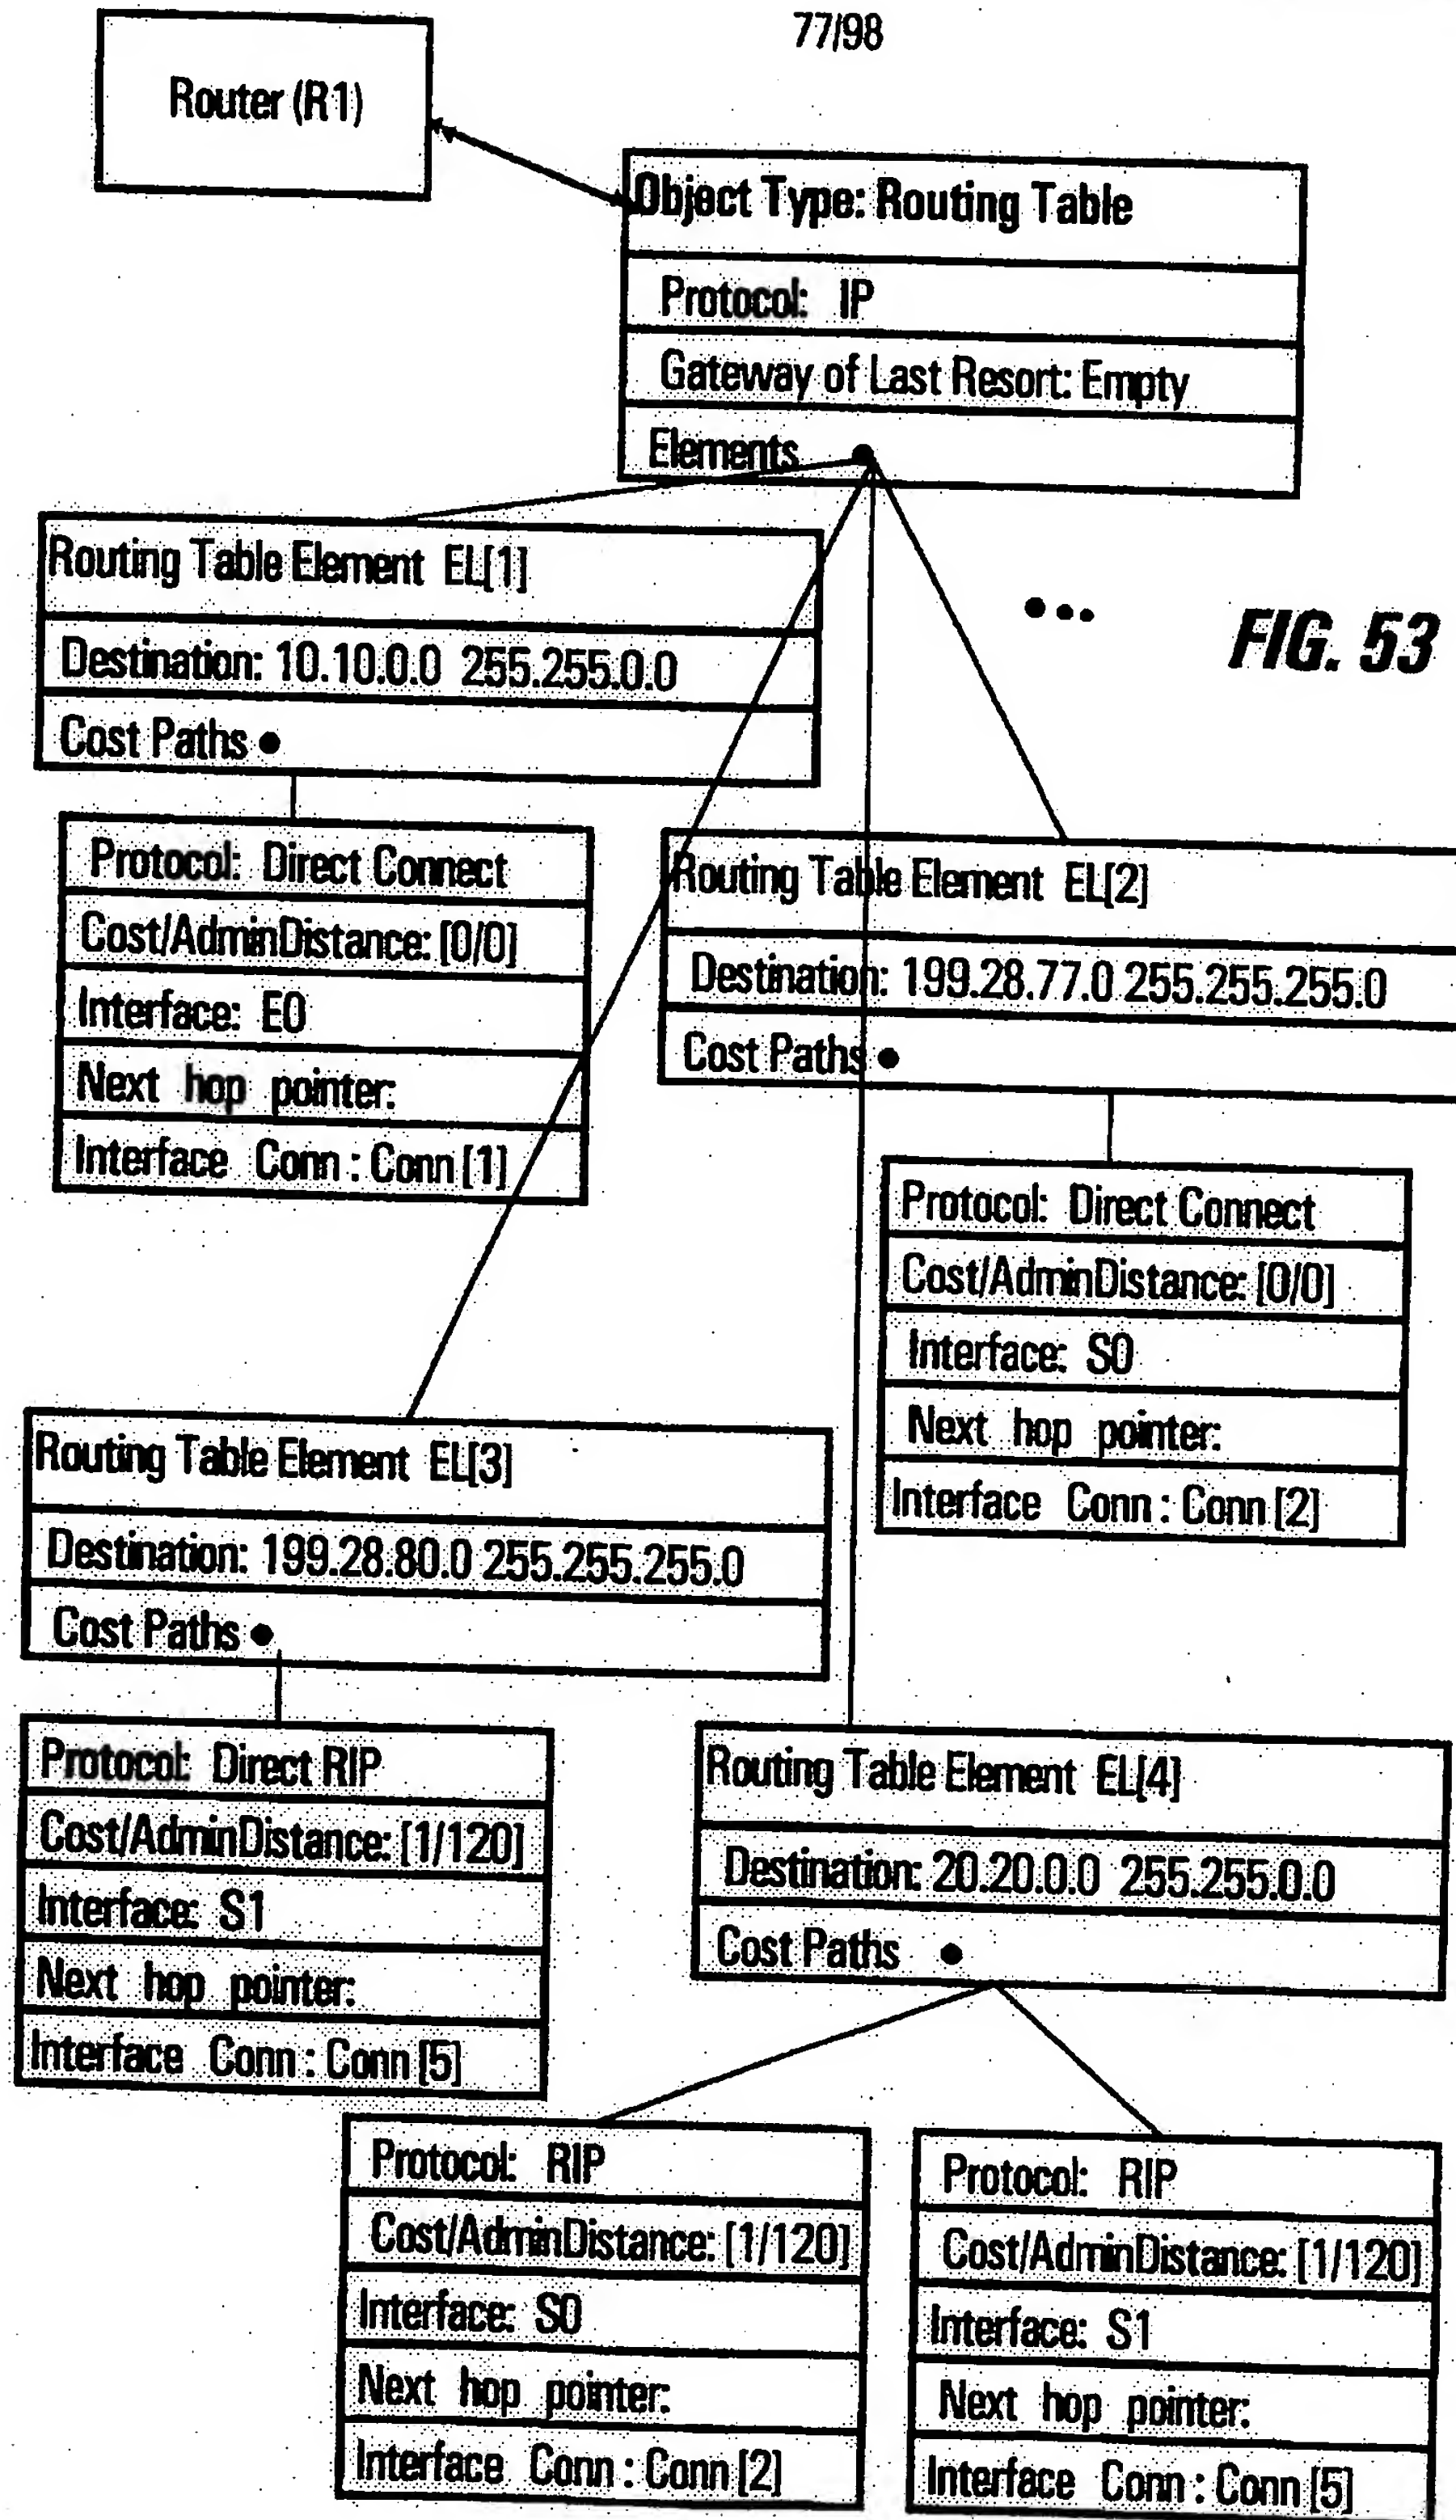 77/98
Router (R1)
Object Type: Routing Table
Protocol: IP
Gateway of Last Resort: Empty
Elements
Routing Table Element EL[1]
Destination: 10.10.0.0 255.255.0.0
Cost Paths
FIG. 53
Protocol: Direct Connect
Cost/AdminDistance: [0/0]
Interface: E0
Next hop pointer:
Interface Conn : Conn [1]
Routing Table Element EL[2]
Destination: 199.28.77.0 255.255.255.0
Cost Paths
Protocol: Direct Connect
Cost/AdminDistance: [0/0]
Interface: S0
Next hop pointer:
Interface Conn : Conn [2]
Routing Table Element EL[3]
Destination: 199.28.80.0 255.255.255.0
Cost Paths
Protocol: Direct RIP
Cost/AdminDistance: [1/120]
Interface: S1
Next hop pointer:
Interface Conn : Conn [5]
Routing Table Element EL[4]
Destination: 20.20.0.0 255.255.0.0
Cost Paths
Protocol: RIP
Cost/AdminDistance: [1/120]
Interface: S0
Next hop pointer:
Interface Conn : Conn [2]
Protocol: RIP
Cost/AdminDistance: [1/120]
Interface: S1
Next hop pointer:
Interface Conn : Conn [5]